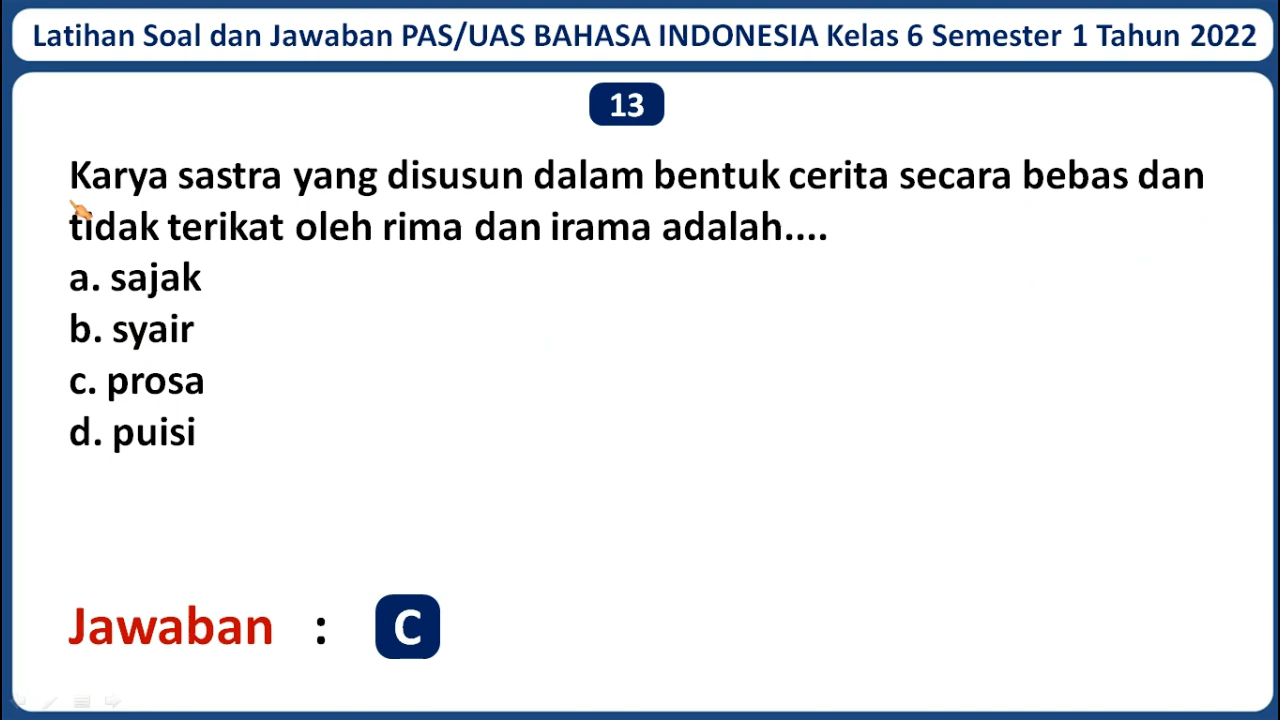 Latihan Soal dan Jawaban PAS/UAS BAHASA INDONESIA Kelas 6 Semester 1 Tahun 2022
13
Karya sastra yang disusun dalam bentuk cerita secara bebas dan
tidak terikat oleh rima dan irama adalah....
a. sajak
b. syair
c. prosa
d. puisi
Jawaban : C